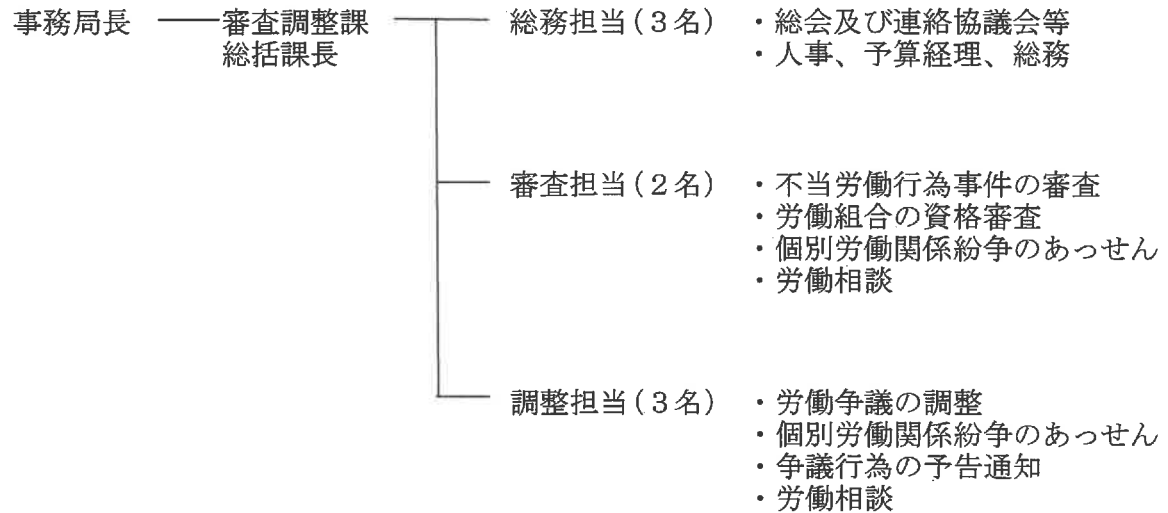 事務局長
審査調整課
総括課長
総務担当(3名)
・総会及び連絡協議会等
・人事、予算経理、総務
審査担当(2名)
・不当労働行為事件の審査
・労働組合の資格審査
・個別労働関係紛争のあっせん
・労働相談
調整担当(3名)
・労働争議の調整
・個別労働関係紛争のあっせん
・争議行為の予告通知
・労働相談